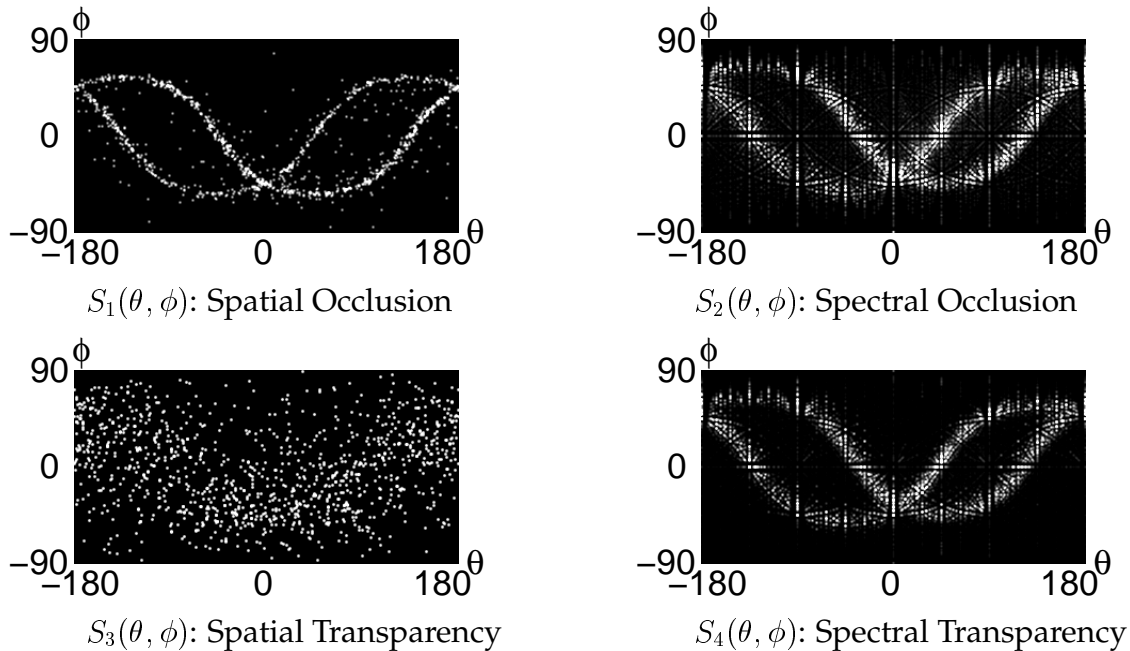 ϕ
90
0
−90
−180 0 180 θ
S₁(θ, ϕ): Spatial Occlusion
ϕ
90
0
−90
−180 0 180 θ
S₂(θ, ϕ): Spectral Occlusion
ϕ
90
0
−90
−180 0 180 θ
S₃(θ, ϕ): Spatial Transparency
ϕ
90
0
−90
−180 0 180 θ
S₄(θ, ϕ): Spectral Transparency